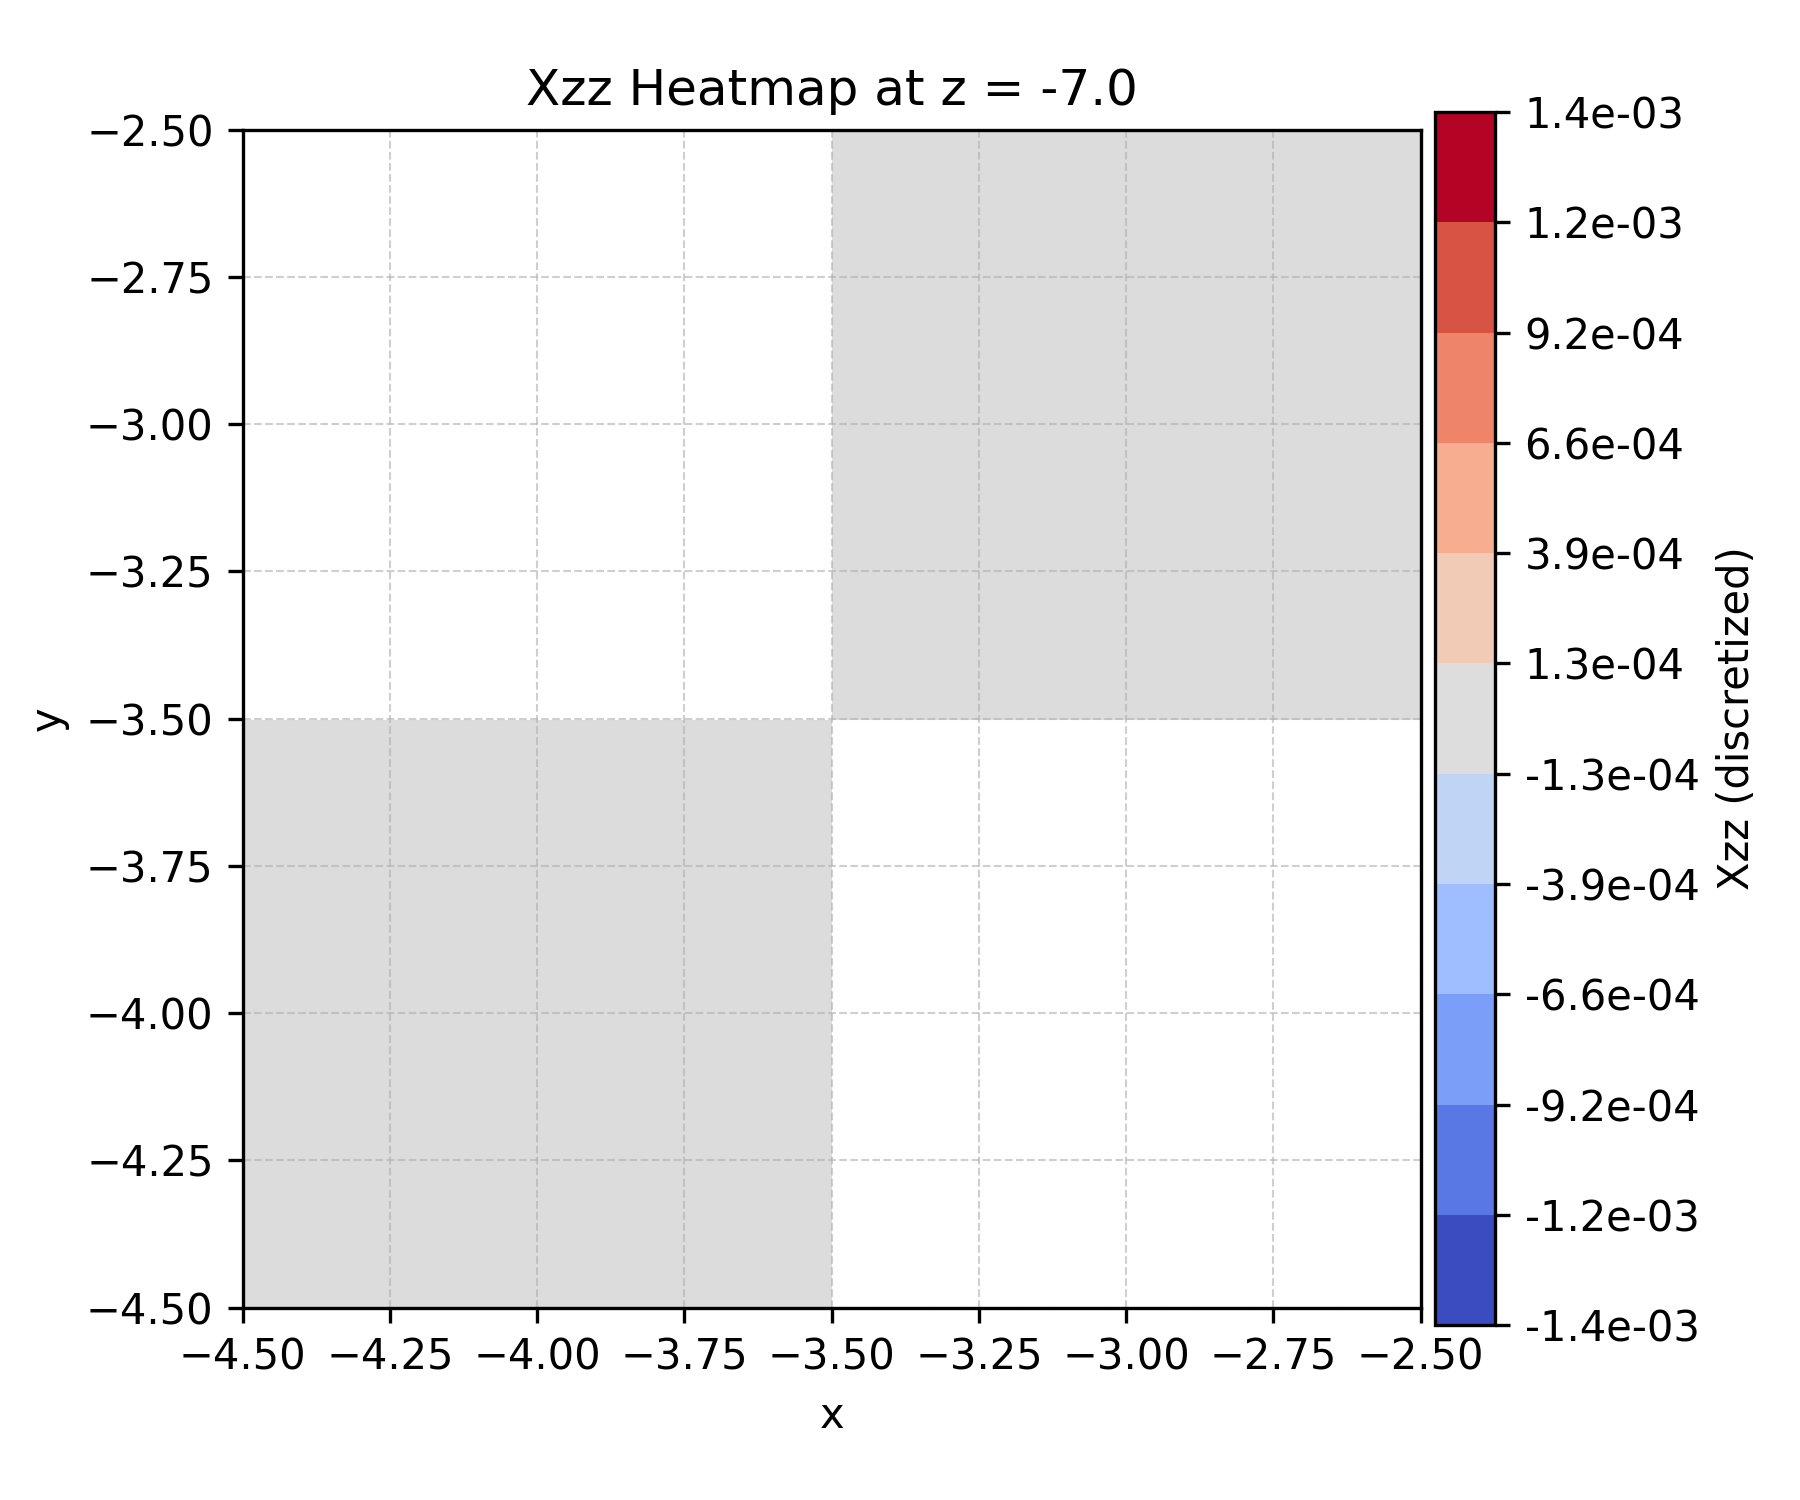 Xzz Heatmap at z = -7.0
−2.50
−2.75
−3.00
−3.25
−3.50
−3.75
−4.00
−4.25
−4.50
y
−4.50 −4.25 −4.00 −3.75 −3.50 −3.25 −3.00 −2.75 −2.50
x
1.4e-03
1.2e-03
9.2e-04
6.6e-04
3.9e-04
1.3e-04
-1.3e-04
-3.9e-04
-6.6e-04
-9.2e-04
-1.2e-03
-1.4e-03
Xzz (discretized)